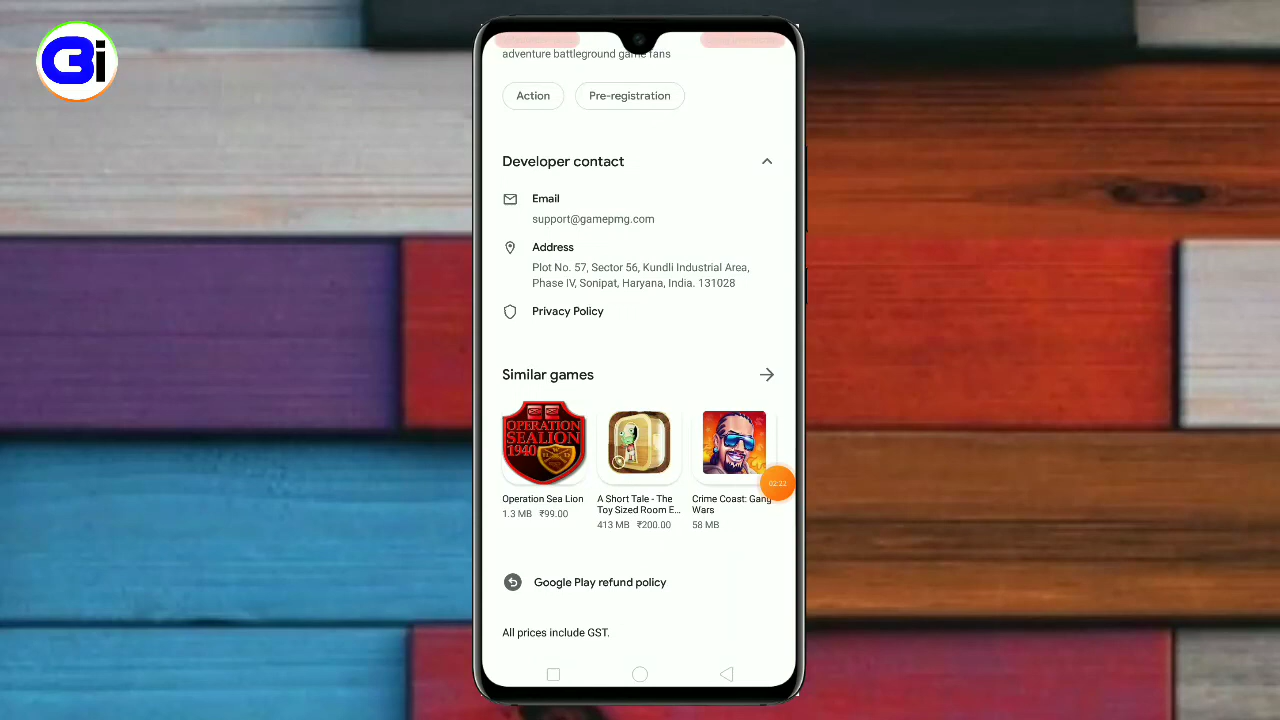 Bi
adventure battleground game fans
Action
Pre-registration
Developer contact
Email
support@gamepmg.com
Address
Plot No. 57, Sector 56, Kundli Industrial Area,
Phase IV, Sonipat, Haryana, India. 131028
Privacy Policy
Similar games
OPERATION
SEALION
1940
Operation Sea Lion
1.3 MB ₹99.00
A Short Tale - The
Toy Sized Room E...
413 MB ₹200.00
Crime Coast: Gang
Wars
58 MB
02:22
Google Play refund policy
All prices include GST.